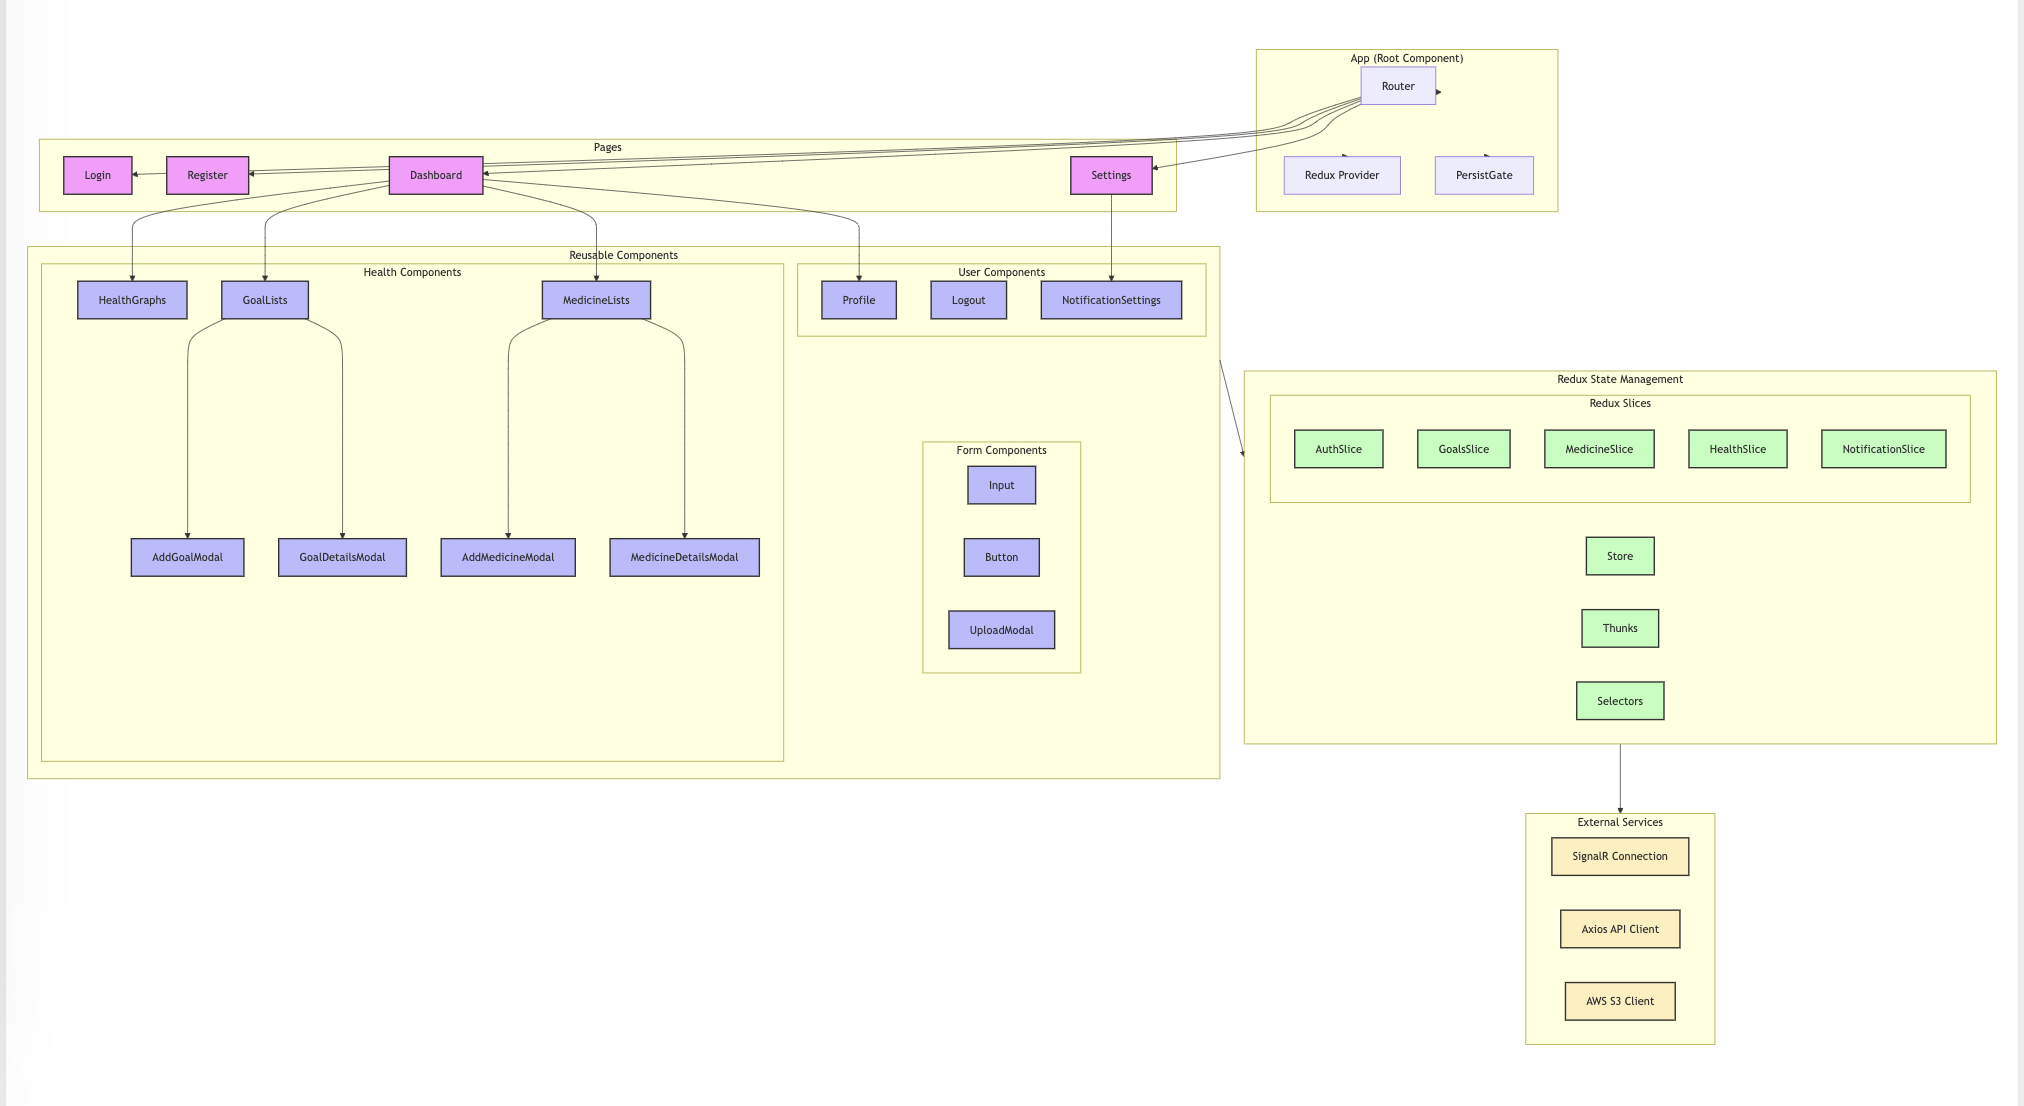 App (Root Component)
Router
Redux Provider
PersistGate
Pages
Login
Register
Dashboard
Settings
Reusable Components
Health Components
HealthGraphs
GoalLists
MedicineLists
AddGoalModal
GoalDetailsModal
AddMedicineModal
MedicineDetailsModal
User Components
Profile
Logout
NotificationSettings
Form Components
Input
Button
UploadModal
Redux State Management
Redux Slices
AuthSlice
GoalsSlice
MedicineSlice
HealthSlice
NotificationSlice
Store
Thunks
Selectors
External Services
SignalR Connection
Axios API Client
AWS S3 Client